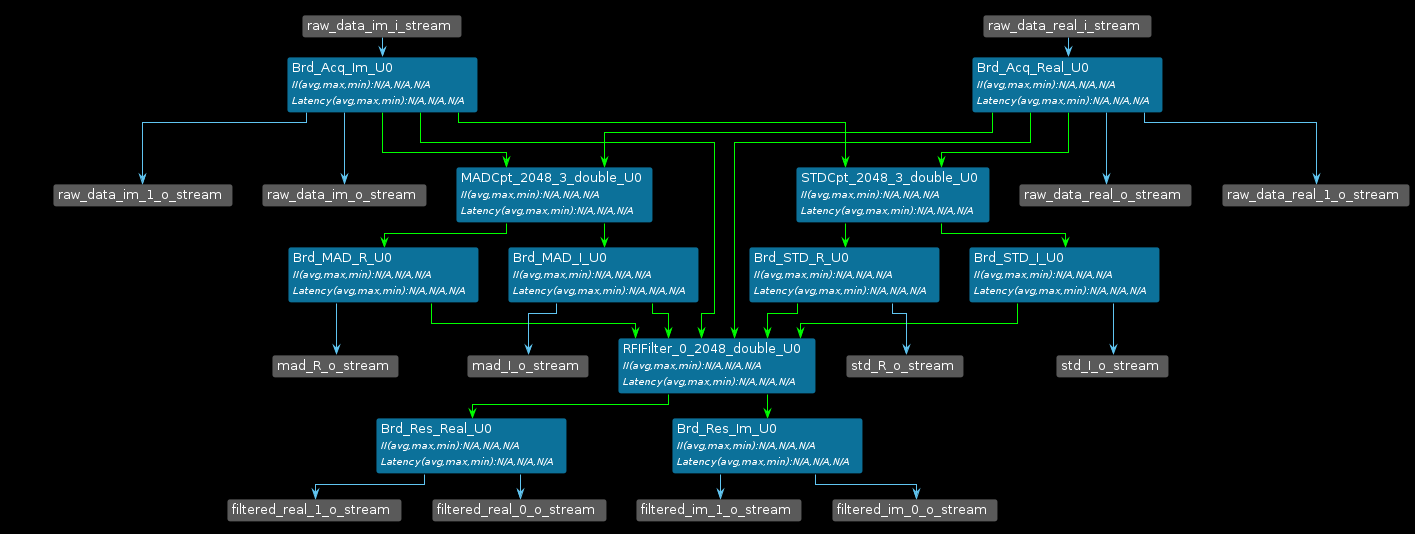 raw_data_im_i_stream
raw_data_real_i_stream
Brd_Acq_Im_U0
II(avg,max,min):N/A,N/A,N/A
Latency(avg,max,min):N/A,N/A,N/A
Brd_Acq_Real_U0
II(avg,max,min):N/A,N/A,N/A
Latency(avg,max,min):N/A,N/A,N/A
raw_data_im_1_o_stream
raw_data_im_o_stream
MADCpt_2048_3_double_U0
II(avg,max,min):N/A,N/A,N/A
Latency(avg,max,min):N/A,N/A,N/A
STDCpt_2048_3_double_U0
II(avg,max,min):N/A,N/A,N/A
Latency(avg,max,min):N/A,N/A,N/A
raw_data_real_o_stream
raw_data_real_1_o_stream
Brd_MAD_R_U0
II(avg,max,min):N/A,N/A,N/A
Latency(avg,max,min):N/A,N/A,N/A
Brd_MAD_I_U0
II(avg,max,min):N/A,N/A,N/A
Latency(avg,max,min):N/A,N/A,N/A
Brd_STD_R_U0
II(avg,max,min):N/A,N/A,N/A
Latency(avg,max,min):N/A,N/A,N/A
Brd_STD_I_U0
II(avg,max,min):N/A,N/A,N/A
Latency(avg,max,min):N/A,N/A,N/A
mad_R_o_stream
mad_I_o_stream
RFIFilter_0_2048_double_U0
II(avg,max,min):N/A,N/A,N/A
Latency(avg,max,min):N/A,N/A,N/A
std_R_o_stream
std_I_o_stream
Brd_Res_Real_U0
II(avg,max,min):N/A,N/A,N/A
Latency(avg,max,min):N/A,N/A,N/A
Brd_Res_Im_U0
II(avg,max,min):N/A,N/A,N/A
Latency(avg,max,min):N/A,N/A,N/A
filtered_real_1_o_stream
filtered_real_0_o_stream
filtered_im_1_o_stream
filtered_im_0_o_stream